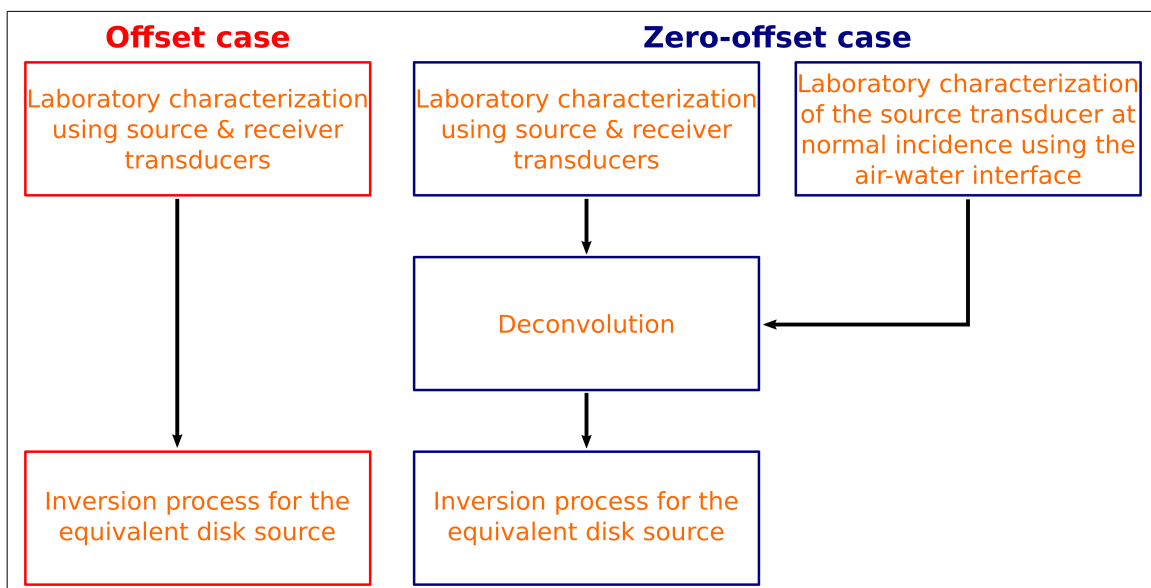 Offset case
Laboratory characterization
using source & receiver
transducers
Inversion process for the
equivalent disk source
Zero-offset case
Laboratory characterization
using source & receiver
transducers
Laboratory characterization
of the source transducer at
normal incidence using the
air-water interface
Deconvolution
Inversion process for the
equivalent disk source